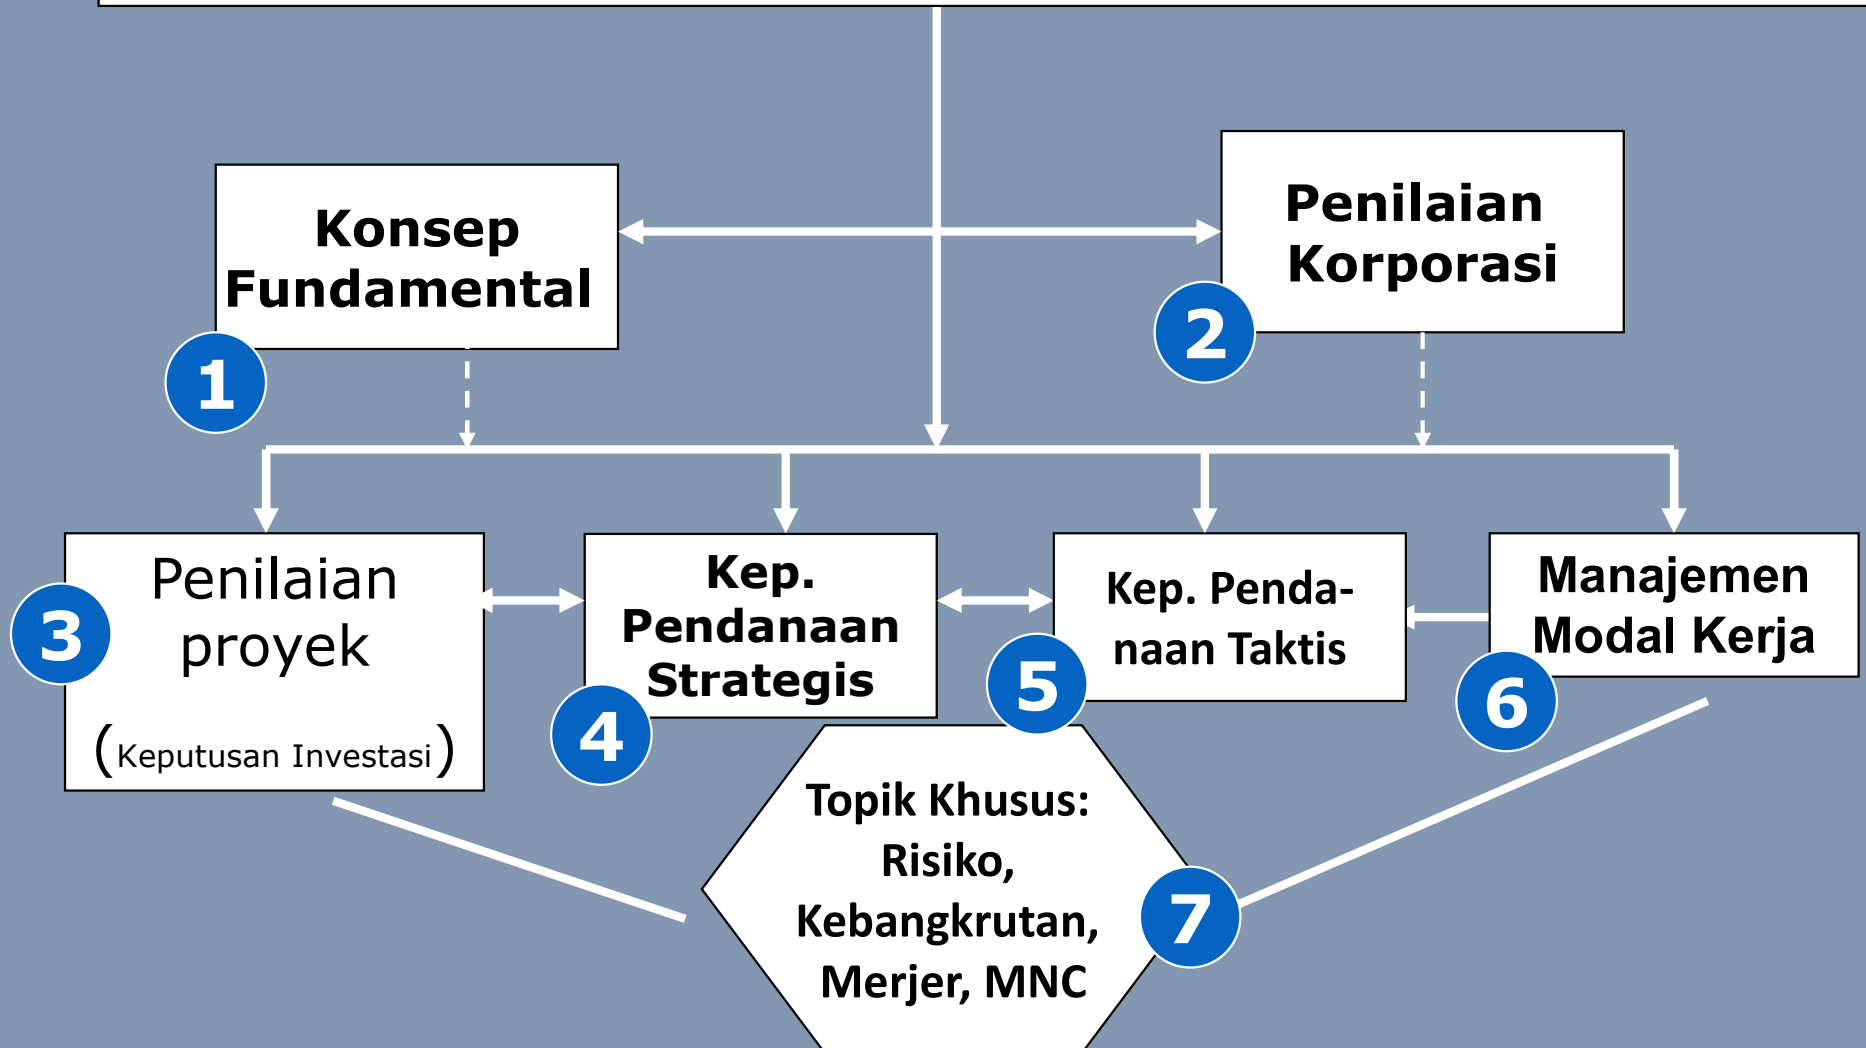 Konsep
Fundamental
1
Penilaian
Korporasi
2
Penilaian
proyek
(Keputusan Investasi)
3
Kep.
Pendanaan
Strategis
4
Kep. Penda-
naan Taktis
5
Manajemen
Modal Kerja
6
Topik Khusus:
Risiko,
Kebangkrutan,
Merjer, MNC
7